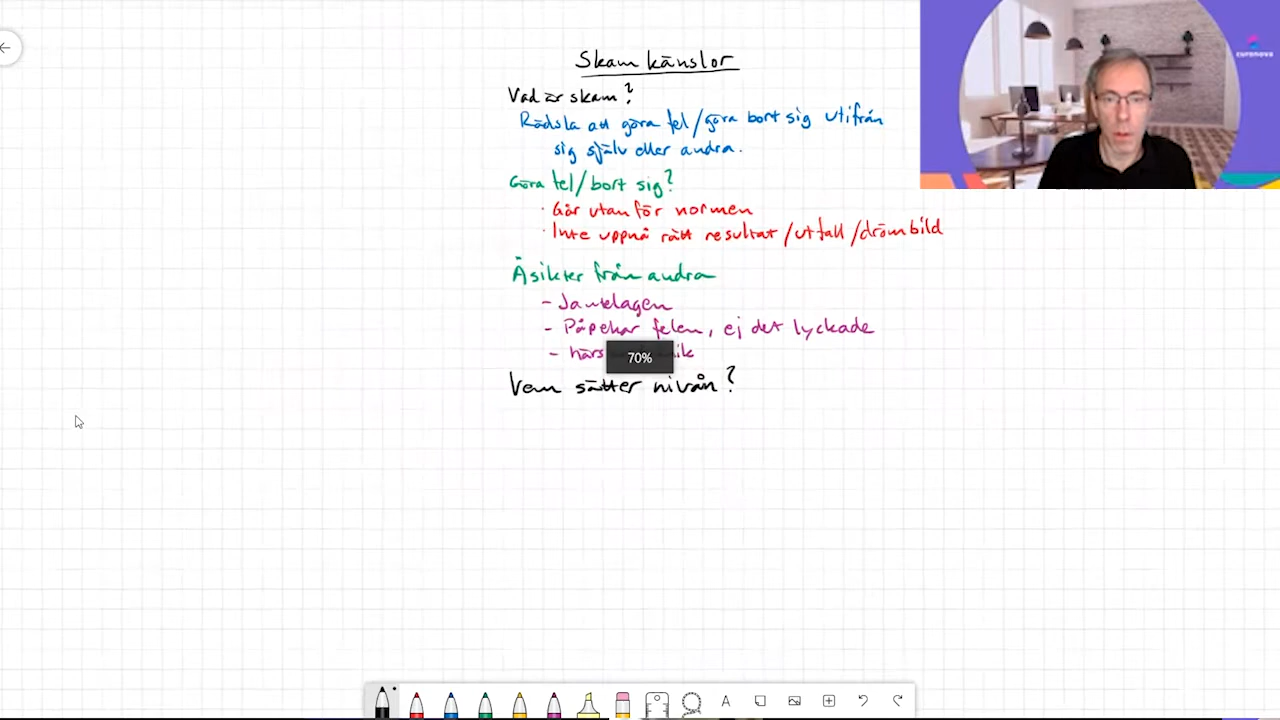 Skamkänslor
Vad är skam?
Rädsla att göra fel/göra bort sig utifrån
sig själv eller andra.
Göra fel/bort sig?
· Går utanför normen
· Inte uppnå rätt resultat/utfall/drömbild
Åsikter från andra
- Jantelagen
- Påpekar felen, ej det lyckade
70%
Vem sätter nivån?
curanova
A